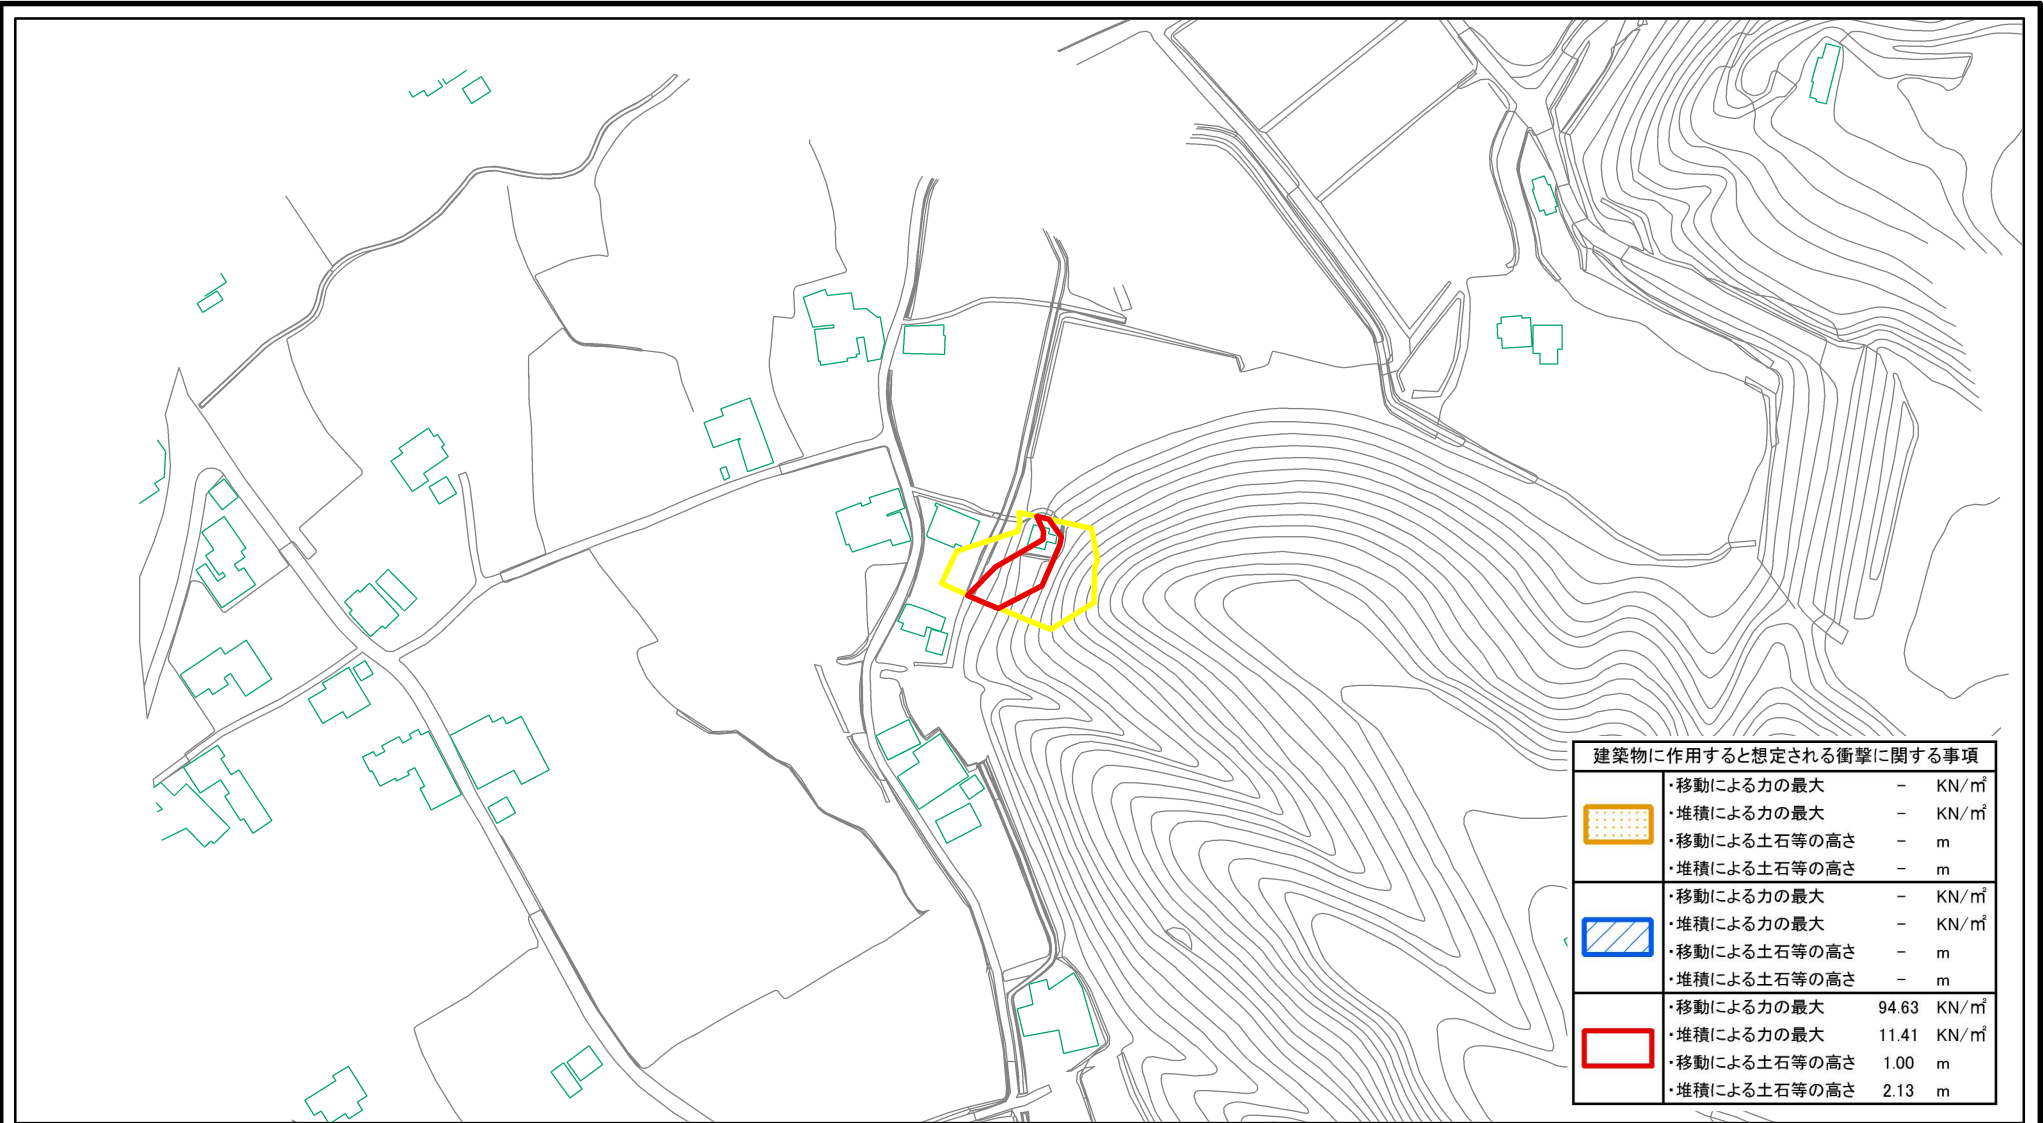 建築物に作用すると想定される衝撃に関する事項
・移動による力の最大 － KN/㎡
・堆積による力の最大 － KN/㎡
・移動による土石等の高さ － m
・堆積による土石等の高さ － m
・移動による力の最大 － KN/㎡
・堆積による力の最大 － KN/㎡
・移動による土石等の高さ － m
・堆積による土石等の高さ － m
・移動による力の最大 94.63 KN/㎡
・堆積による力の最大 11.41 KN/㎡
・移動による土石等の高さ 1.00 m
・堆積による土石等の高さ 2.13 m